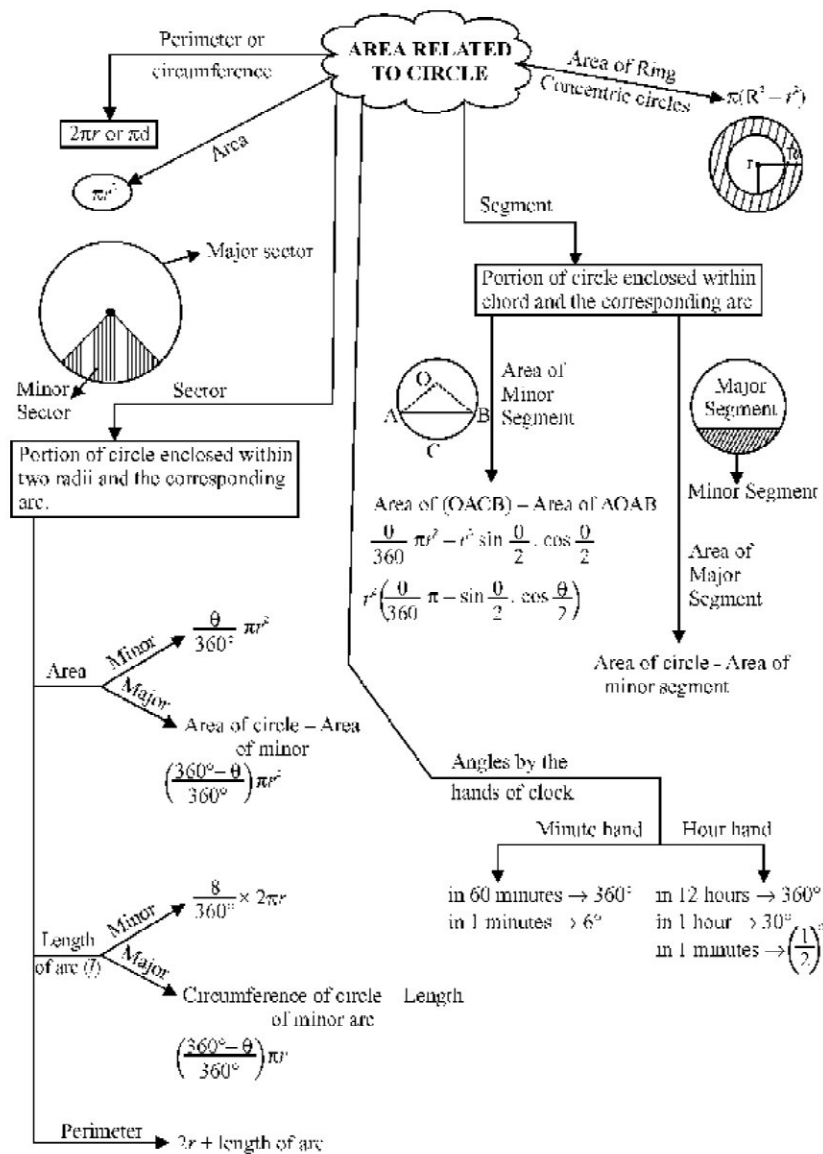 AREA RELATED
TO CIRCLE
Perimeter or
circumference
2πr or πd
Area
πr²
Area of Ring
Concentric circles
π(R² – r²)
r
Segment
Portion of circle enclosed within
chord and the corresponding arc
Major sector
Minor
Sector
Sector
Portion of circle enclosed within
two radii and the corresponding
arc.
O
A
B
C
Area of
Minor
Segment
Major
Segment
Minor Segment
Area of (OACB) – Area of ΔOAB
θ/360 πr² – r² sin θ/2 . cos θ/2
r²(θ/360 π – sin θ/2 . cos θ/2)
Area of
Major
Segment
Area of circle - Area of
minor segment
Area
Minor
θ/360° πr²
Major
Area of circle – Area
of minor
((360° – θ)/360°) πr²
Angles by the
hands of clock
Minute hand
Hour hand
in 60 minutes → 360°
in 1 minutes → 6°
in 12 hours → 360°
in 1 hour → 30°
in 1 minutes → (1/2)°
Length
of arc (l)
Minor
8/360° × 2πr
Major
Circumference of circle Length
of minor arc
((360° – θ)/360°) πr
Perimeter
2r + length of arc